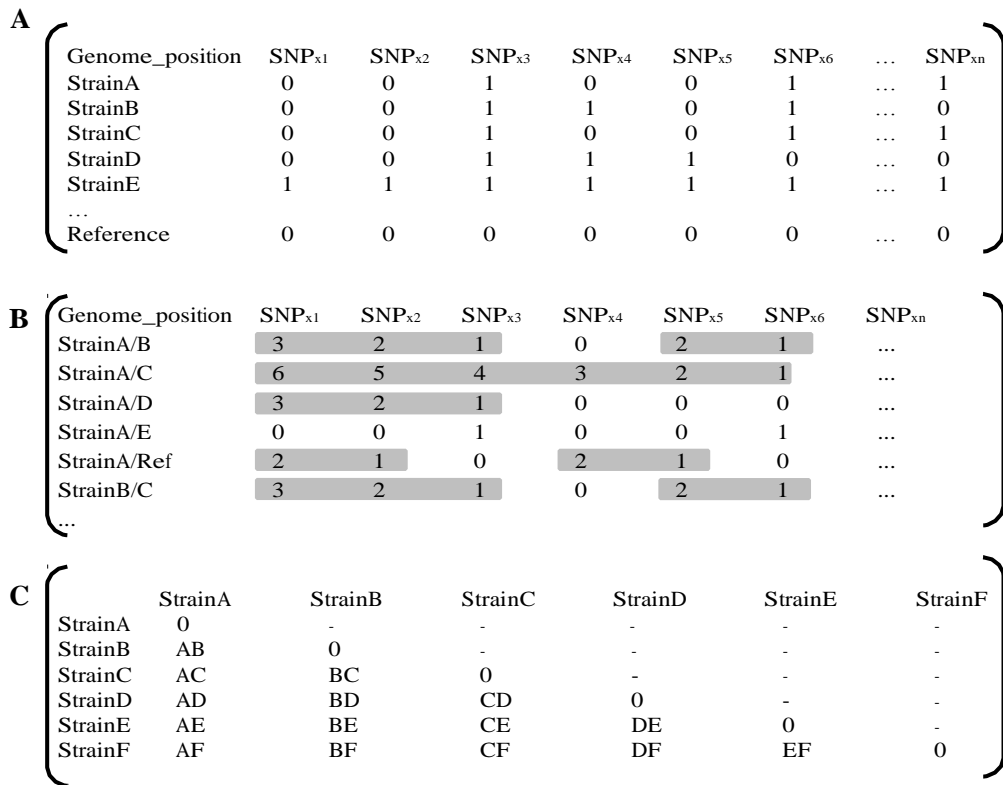 A
Genome_position SNPx1 SNPx2 SNPx3 SNPx4 SNPx5 SNPx6 ... SNPxn
StrainA 0 0 1 0 0 1 ... 1
StrainB 0 0 1 1 0 1 ... 0
StrainC 0 0 1 0 0 1 ... 1
StrainD 0 0 1 1 1 0 ... 0
StrainE 1 1 1 1 1 1 ... 1
...
Reference 0 0 0 0 0 0 ... 0
B
Genome_position SNPx1 SNPx2 SNPx3 SNPx4 SNPx5 SNPx6 SNPxn
StrainA/B 3 2 1 0 2 1 ...
StrainA/C 6 5 4 3 2 1 ...
StrainA/D 3 2 1 0 0 0 ...
StrainA/E 0 0 1 0 0 1 ...
StrainA/Ref 2 1 0 2 1 0 ...
StrainB/C 3 2 1 0 2 1 ...
...
C
StrainA StrainB StrainC StrainD StrainE StrainF
StrainA 0 - - - - -
StrainB AB 0 - - - -
StrainC AC BC 0 - - -
StrainD AD BD CD 0 - -
StrainE AE BE CE DE 0 -
StrainF AF BF CF DF EF 0